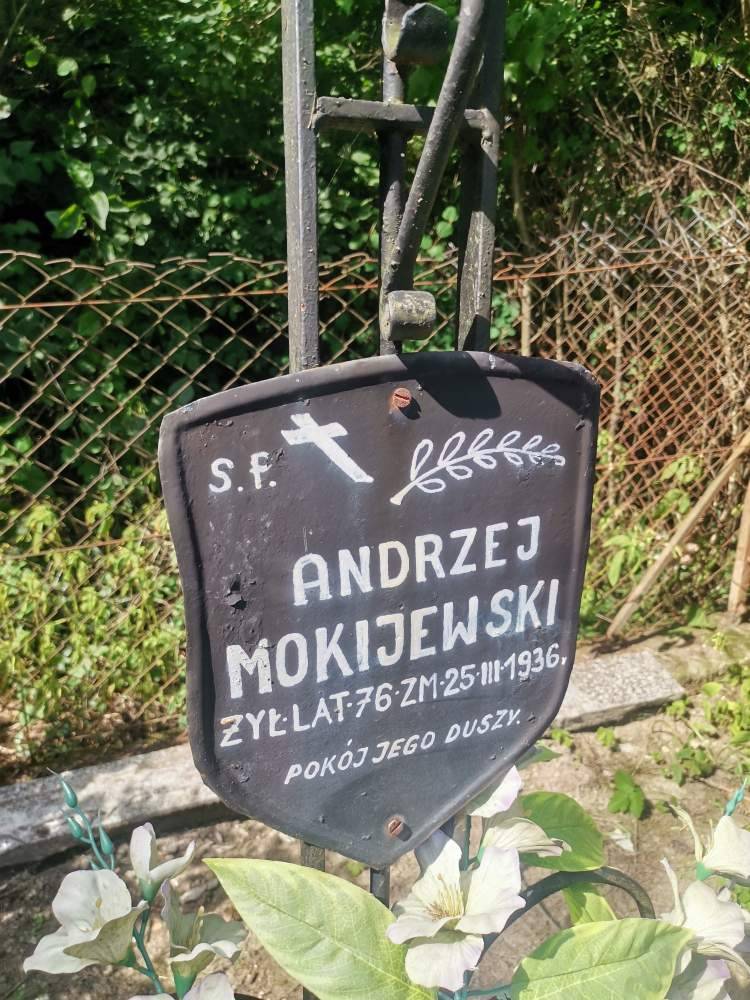 S.P.
ANDRZEJ
MOKIJEWSKI
ŻYŁ·LAT·76·ZM·25·III·1936.
POKÓJ JEGO DUSZY.